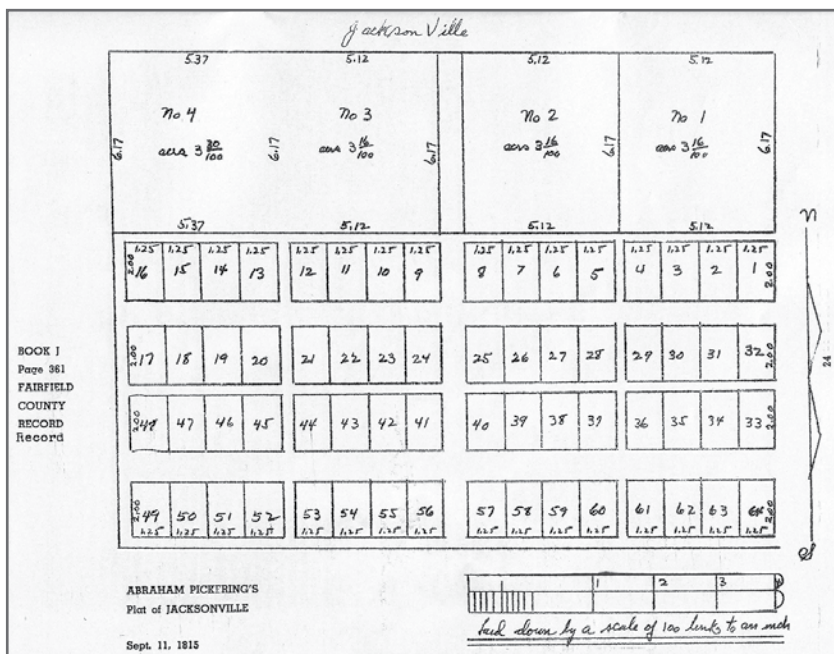 Jackson Ville
5.37 5.12 5.12 5.12
No 4 No 3 No 2 No 1
6.17 acrs 3 30/100 6.17 acrs 3 16/100 6.17 acrs 3 16/100 6.17 acrs 3 16/100 6.17
5.37 5.12 5.12 5.12
N
1.25 1.25 1.25 1.25 1.25 1.25 1.25 1.25 1.25 1.25 1.25 1.25 1.25 1.25 1.25 1.25
2.00 16 15 14 13 12 11 10 9 8 7 6 5 4 3 2 1 2.00
2.00 17 18 19 20 21 22 23 24 25 26 27 28 29 30 31 32 2.00
24
BOOK J
Page 361
FAIRFIELD
COUNTY
RECORD
Record
2.00 48 47 46 45 44 43 42 41 40 39 38 37 36 35 34 33 2.00
2.00 49 50 51 52 53 54 55 56 57 58 59 60 61 62 63 64 2.00
1.25 1.25 1.25 1.25 1.25 1.25 1.25 1.25 1.25 1.25 1.25 1.25 1.25 1.25 1.25 1.25
S
ABRAHAM PICKERING'S
Plat of JACKSONVILLE
Sept. 11, 1815
1 2 3 4
Laid down by a scale of 100 links to an inch